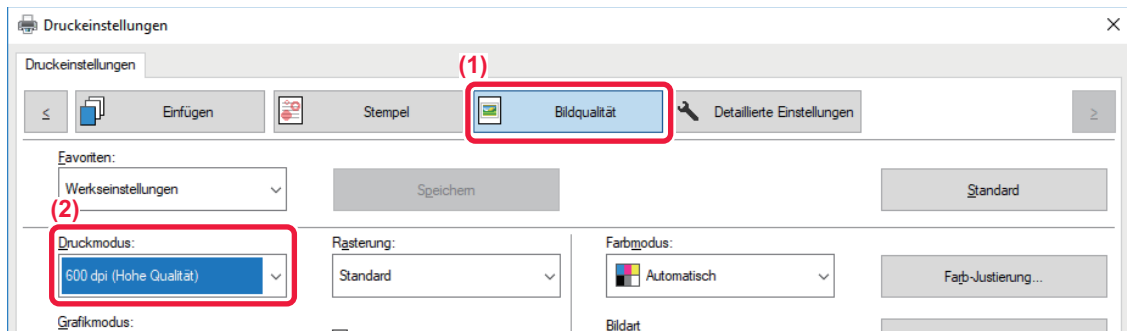 Druckeinstellungen
Druckeinstellungen
(1)
< Einfügen Stempel Bildqualität Detaillierte Einstellungen >
Favoriten:
Werkseinstellungen Speichern Standard
(2)
Druckmodus: Rasterung: Farbmodus:
600 dpi (Hohe Qualität) Standard Automatisch Farb-Justierung...
Grafikmodus: Bildart